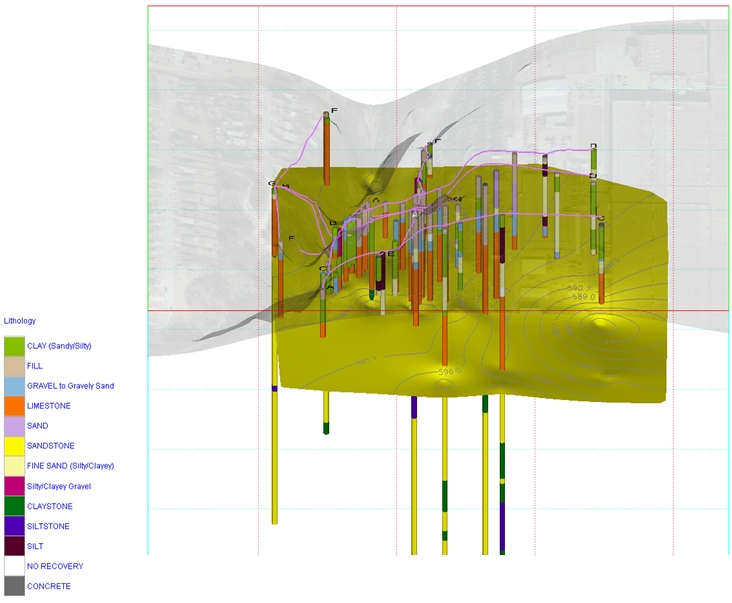 F
F
B
G H
B
A
C
F
B
E
G
A
590.
589.0
596.
Lithology
CLAY (Sandy/Silty)
FILL
GRAVEL to Gravely Sand
LIMESTONE
SAND
SANDSTONE
FINE SAND (Silty/Clayey)
Silty/Clayey Gravel
CLAYSTONE
SILTSTONE
SILT
NO RECOVERY
CONCRETE